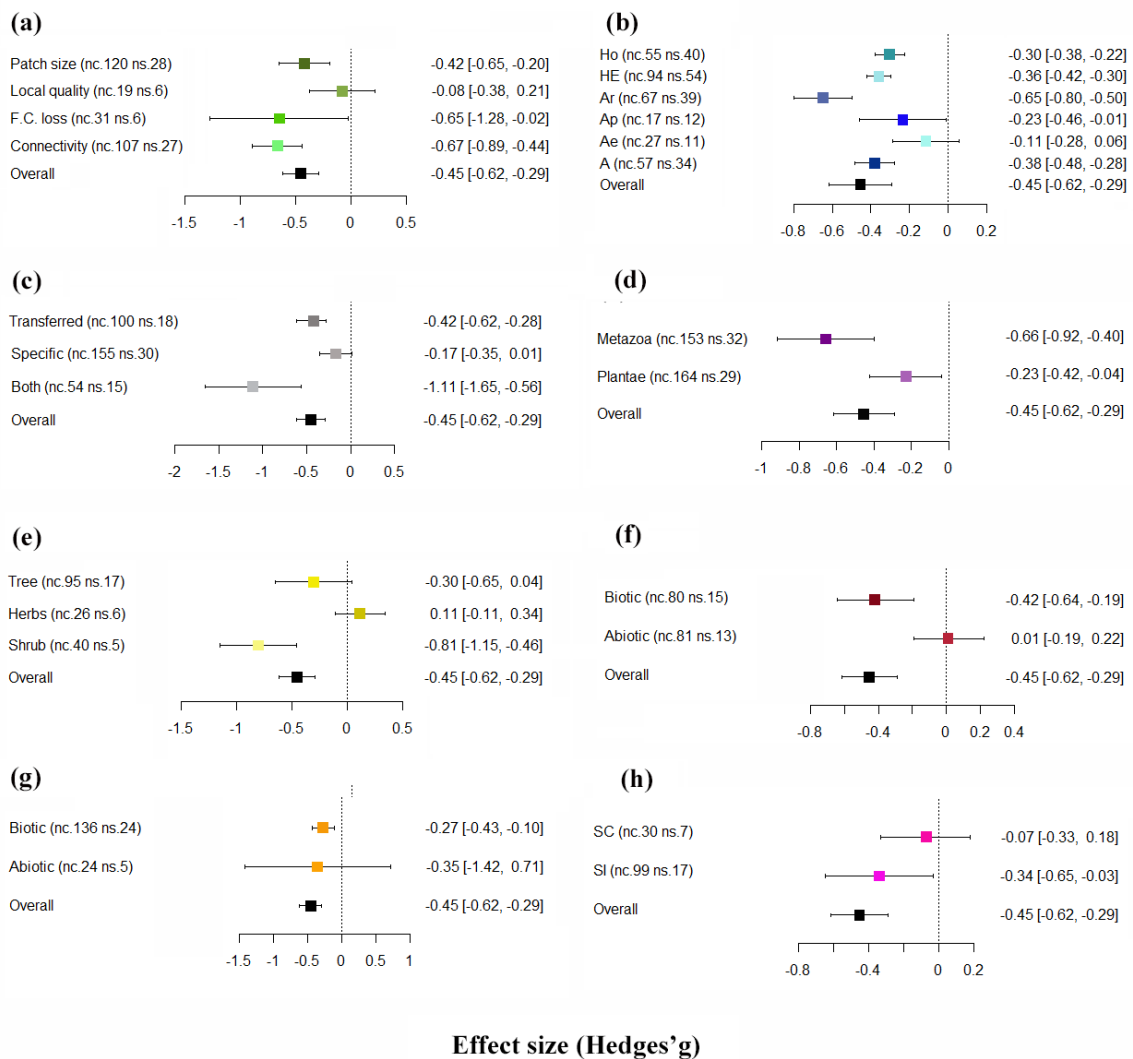 (a)
Patch size (nc.120 ns.28) -0.42 [-0.65, -0.20]
Local quality (nc.19 ns.6) -0.08 [-0.38, 0.21]
F.C. loss (nc.31 ns.6) -0.65 [-1.28, -0.02]
Connectivity (nc.107 ns.27) -0.67 [-0.89, -0.44]
Overall -0.45 [-0.62, -0.29]
-1.5 -1 -0.5 0 0.5
(b)
Ho (nc.55 ns.40) -0.30 [-0.38, -0.22]
HE (nc.94 ns.54) -0.36 [-0.42, -0.30]
Ar (nc.67 ns.39) -0.65 [-0.80, -0.50]
Ap (nc.17 ns.12) -0.23 [-0.46, -0.01]
Ae (nc.27 ns.11) -0.11 [-0.28, 0.06]
A (nc.57 ns.34) -0.38 [-0.48, -0.28]
Overall -0.45 [-0.62, -0.29]
-0.8 -0.6 -0.4 -0.2 0 0.2
(c)
Transferred (nc.100 ns.18) -0.42 [-0.62, -0.28]
Specific (nc.155 ns.30) -0.17 [-0.35, 0.01]
Both (nc.54 ns.15) -1.11 [-1.65, -0.56]
Overall -0.45 [-0.62, -0.29]
-2 -1.5 -1 -0.5 0 0.5
(d)
Metazoa (nc.153 ns.32) -0.66 [-0.92, -0.40]
Plantae (nc.164 ns.29) -0.23 [-0.42, -0.04]
Overall -0.45 [-0.62, -0.29]
-1 -0.8 -0.6 -0.4 -0.2 0
(e)
Tree (nc.95 ns.17) -0.30 [-0.65, 0.04]
Herbs (nc.26 ns.6) 0.11 [-0.11, 0.34]
Shrub (nc.40 ns.5) -0.81 [-1.15, -0.46]
Overall -0.45 [-0.62, -0.29]
-1.5 -1 -0.5 0 0.5
(f)
Biotic (nc.80 ns.15) -0.42 [-0.64, -0.19]
Abiotic (nc.81 ns.13) 0.01 [-0.19, 0.22]
Overall -0.45 [-0.62, -0.29]
-0.8 -0.4 0 0.2 0.4
(g)
Biotic (nc.136 ns.24) -0.27 [-0.43, -0.10]
Abiotic (nc.24 ns.5) -0.35 [-1.42, 0.71]
Overall -0.45 [-0.62, -0.29]
-1.5 -0.5 0 0.5 1
(h)
SC (nc.30 ns.7) -0.07 [-0.33, 0.18]
SI (nc.99 ns.17) -0.34 [-0.65, -0.03]
Overall -0.45 [-0.62, -0.29]
-0.8 -0.4 0 0.2
Effect size (Hedges'g)